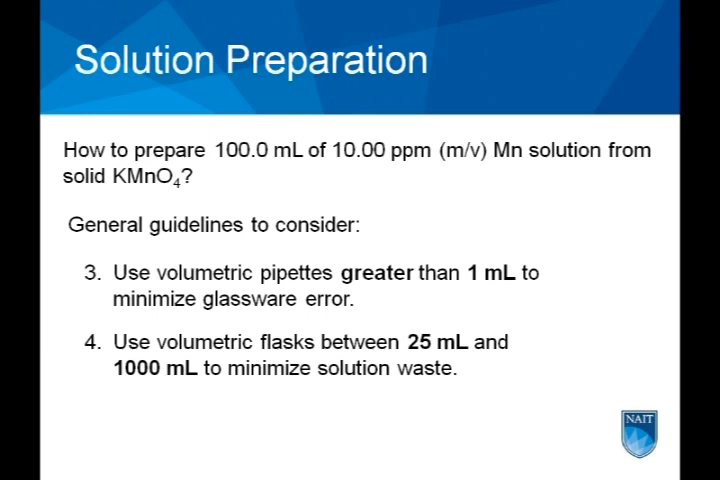 Solution Preparation
How to prepare 100.0 mL of 10.00 ppm (m/v) Mn solution from
solid KMnO₄?
General guidelines to consider:
3. Use volumetric pipettes greater than 1 mL to
minimize glassware error.
4. Use volumetric flasks between 25 mL and
1000 mL to minimize solution waste.
NAIT